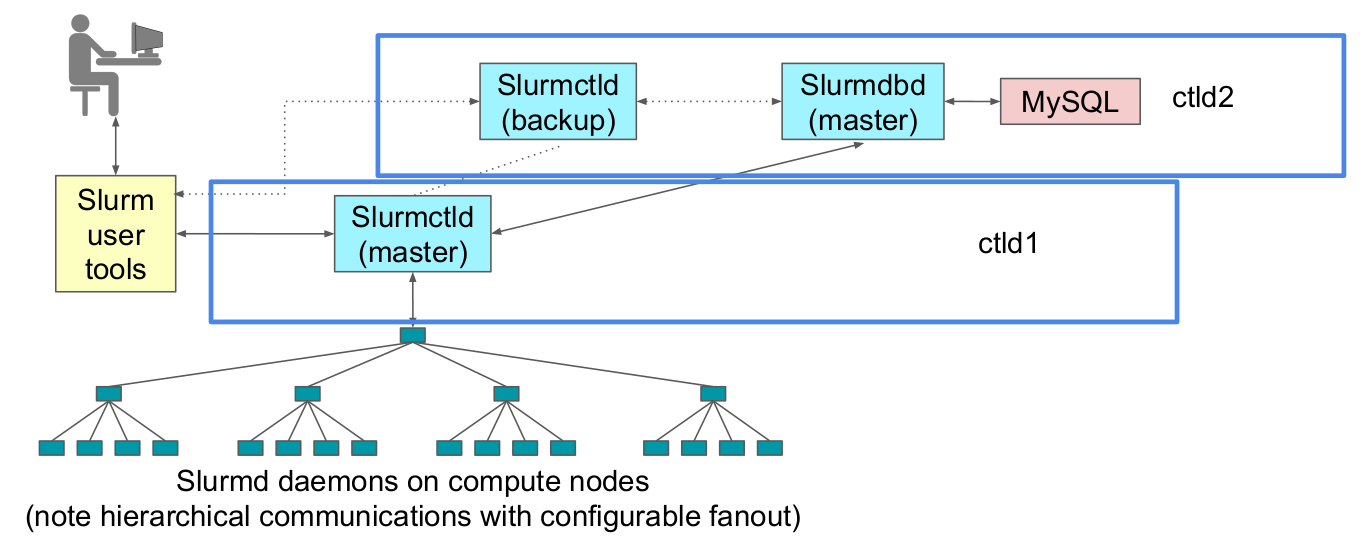 Slurmctld
(backup)
Slurmdbd
(master)
MySQL
ctld2
Slurm
user
tools
Slurmctld
(master)
ctld1
Slurmd daemons on compute nodes
(note hierarchical communications with configurable fanout)